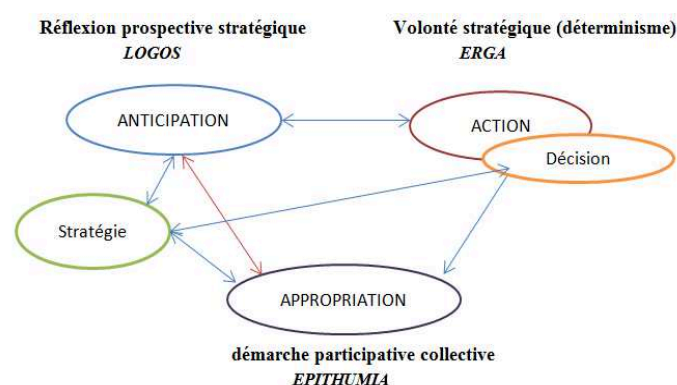 Réflexion prospective stratégique
LOGOS
Volonté stratégique (déterminisme)
ERGA
ANTICIPATION
ACTION
Décision
Stratégie
APPROPRIATION
démarche participative collective
EPITHUMIA